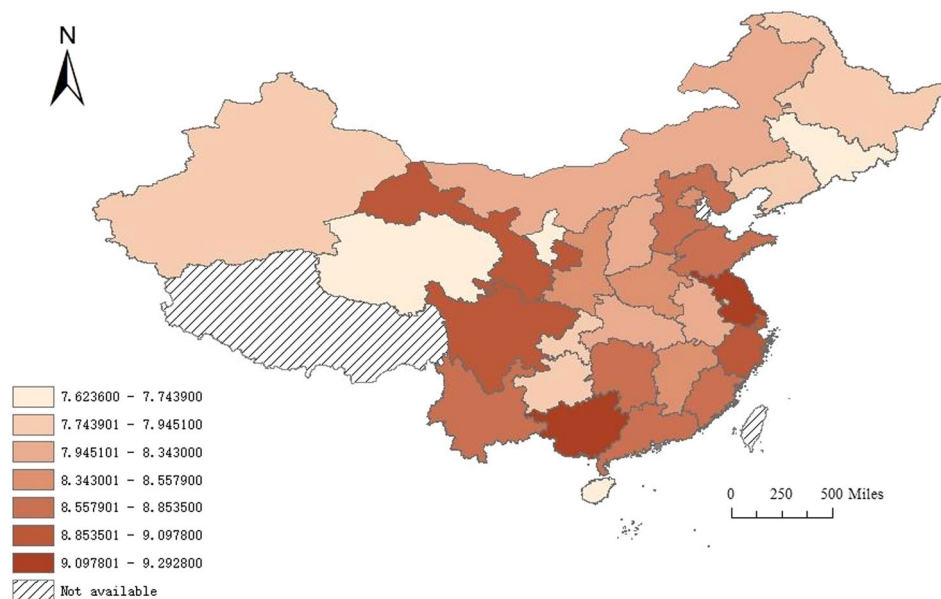 N
7.623600 - 7.743900
7.743901 - 7.945100
7.945101 - 8.343000
8.343001 - 8.557900
8.557901 - 8.853500
8.853501 - 9.097800
9.097801 - 9.292800
Not available
0 250 500 Miles